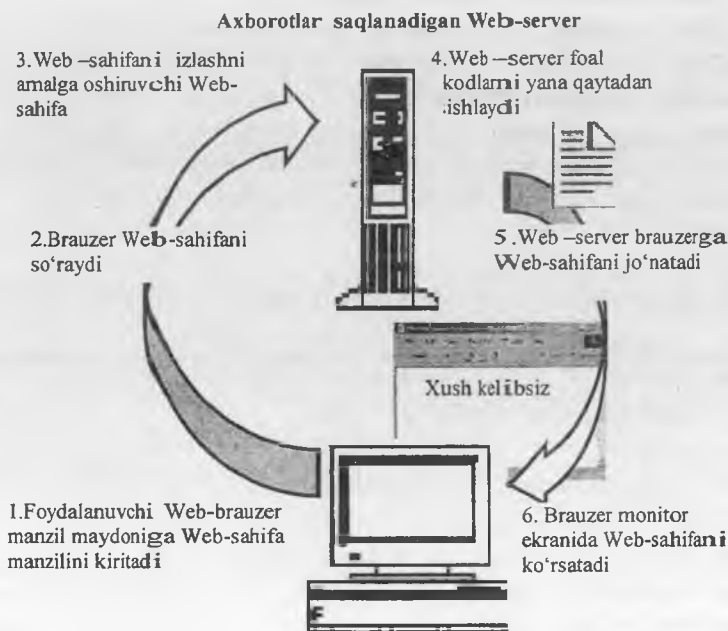 Axborotlar saqlanadigan Web-server
3.Web –sahifani izlashni
amalga oshiruvchi Web-
sahifa
4.Web –server foal
kodlarni yana qaytadan
ishlaydi
2.Brauzer Web-sahifani
so‘raydi
5.Web –server brauzerga
Web-sahifani jo‘natadi
Xush kelibsiz
1.Foydalanuvchi Web-brauzer
manzil maydoniga Web-sahifa
manzilini kiritadi
6. Brauzer monitor
ekranida Web-sahifani
ko‘rsatadi